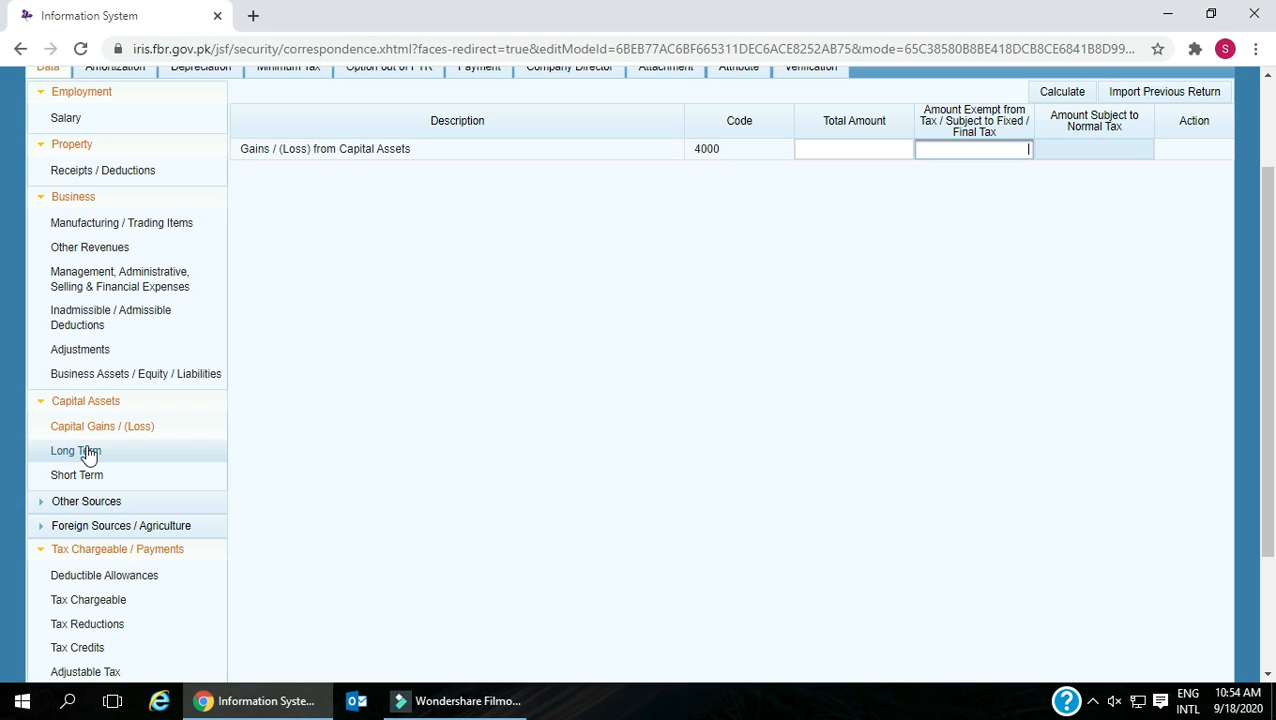 Information System
iris.fbr.gov.pk/jsf/security/correspondence.xhtml?faces-redirect=true&editModeId=6BEB77AC6BF665311DEC6ACE8252AB75&mode=65C3858DB8BE418DCB8CE6841B8D99...
S
Data
Amortization
Depreciation
Minimum Tax
Option out of PTR
Payment
Company Director
Attachment
Attribute
Verification
Calculate
Import Previous Return
Description
Code
Total Amount
Amount Exempt from
Tax / Subject to Fixed /
Final Tax
Amount Subject to
Normal Tax
Action
Gains / (Loss) from Capital Assets
4000
Employment
Salary
Property
Receipts / Deductions
Business
Manufacturing / Trading Items
Other Revenues
Management, Administrative,
Selling & Financial Expenses
Inadmissible / Admissible
Deductions
Adjustments
Business Assets / Equity / Liabilities
Capital Assets
Capital Gains / (Loss)
Long Term
Short Term
Other Sources
Foreign Sources / Agriculture
Tax Chargeable / Payments
Deductible Allowances
Tax Chargeable
Tax Reductions
Tax Credits
Adjustable Tax
Information Syste...
Wondershare Filmo...
ENG
INTL
10:54 AM
9/18/2020